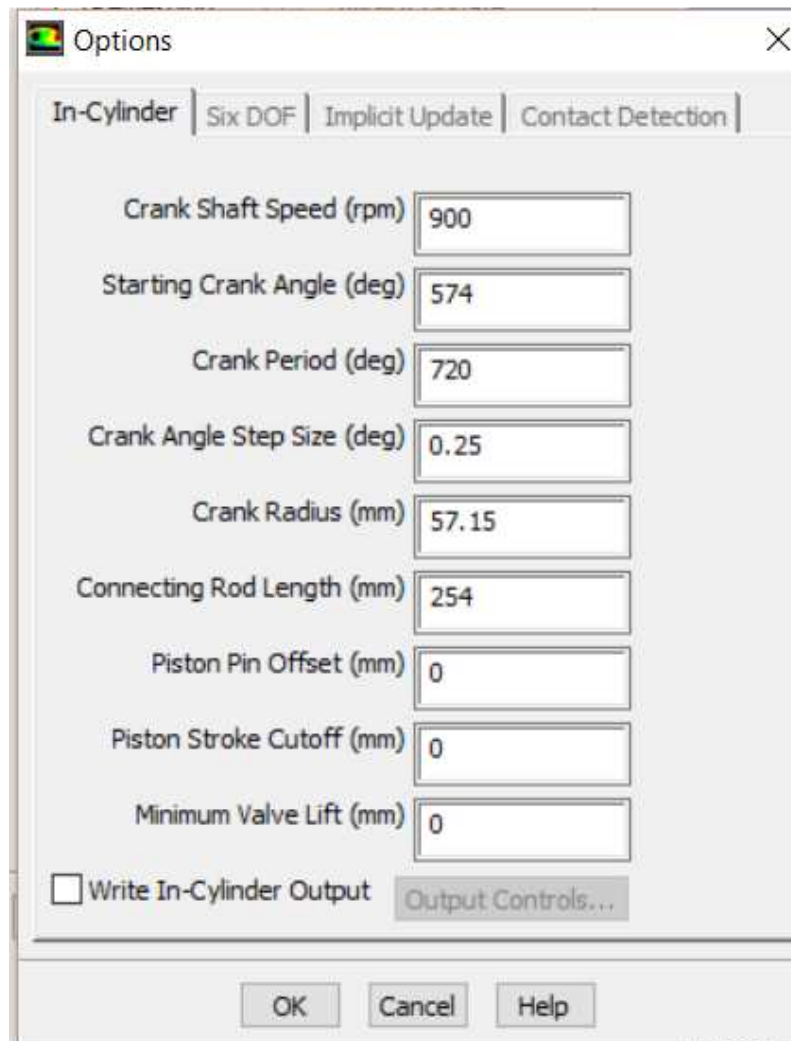 Options
In-Cylinder Six DOF Implicit Update Contact Detection
Crank Shaft Speed (rpm) 900
Starting Crank Angle (deg) 574
Crank Period (deg) 720
Crank Angle Step Size (deg) 0.25
Crank Radius (mm) 57.15
Connecting Rod Length (mm) 254
Piston Pin Offset (mm) 0
Piston Stroke Cutoff (mm) 0
Minimum Valve Lift (mm) 0
Write In-Cylinder Output Output Controls...
OK Cancel Help